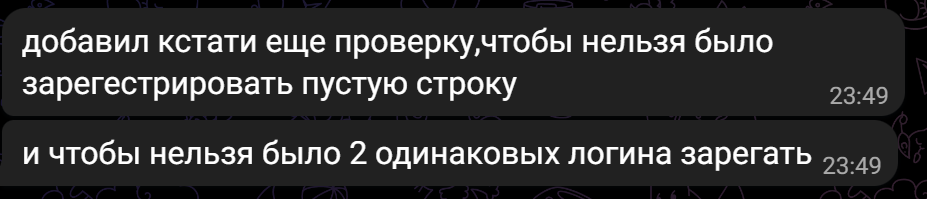 добавил кстати еще проверку,чтобы нельзя было
зарегестрировать пустую строку
23:49
и чтобы нельзя было 2 одинаковых логина зарегать
23:49